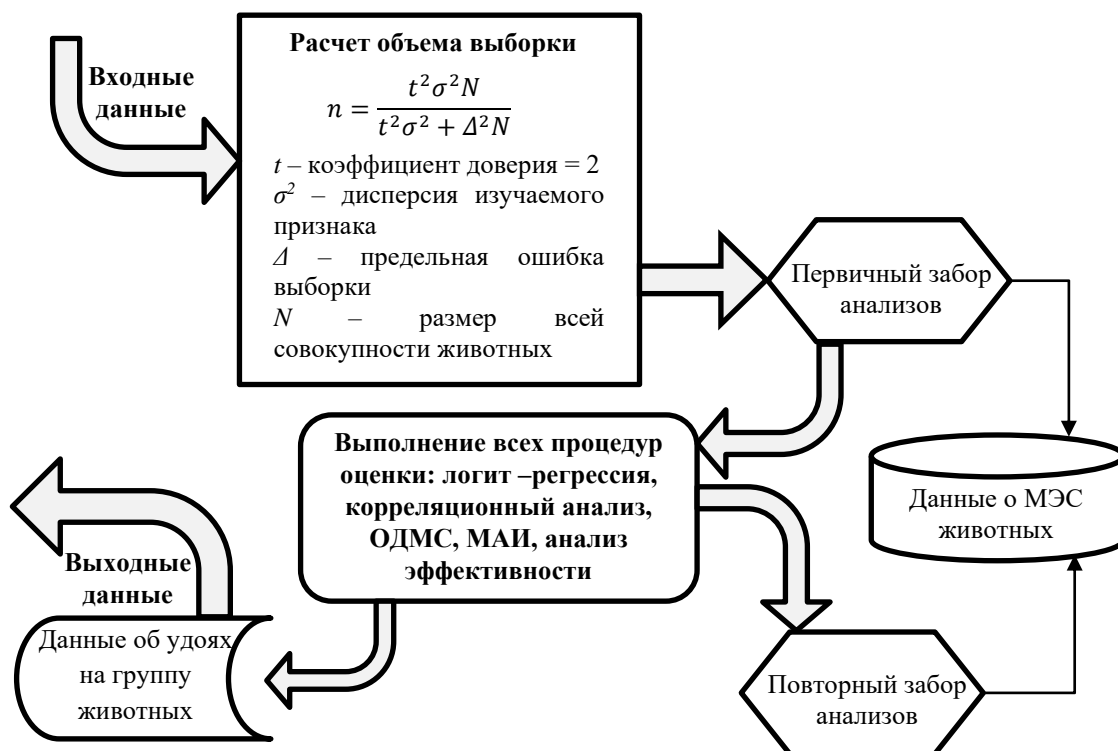 Входные
данные
Расчет объема выборки
n = t²σ²N / t²σ² + Δ²N
t – коэффициент доверия = 2
σ² – дисперсия изучаемого
признака
Δ – предельная ошибка
выборки
N – размер всей
совокупности животных
Первичный забор
анализов
Данные о МЭС
животных
Выполнение всех процедур
оценки: логит –регрессия,
корреляционный анализ,
ОДМС, МАИ, анализ
эффективности
Выходные
данные
Данные об удоях
на группу
животных
Повторный забор
анализов